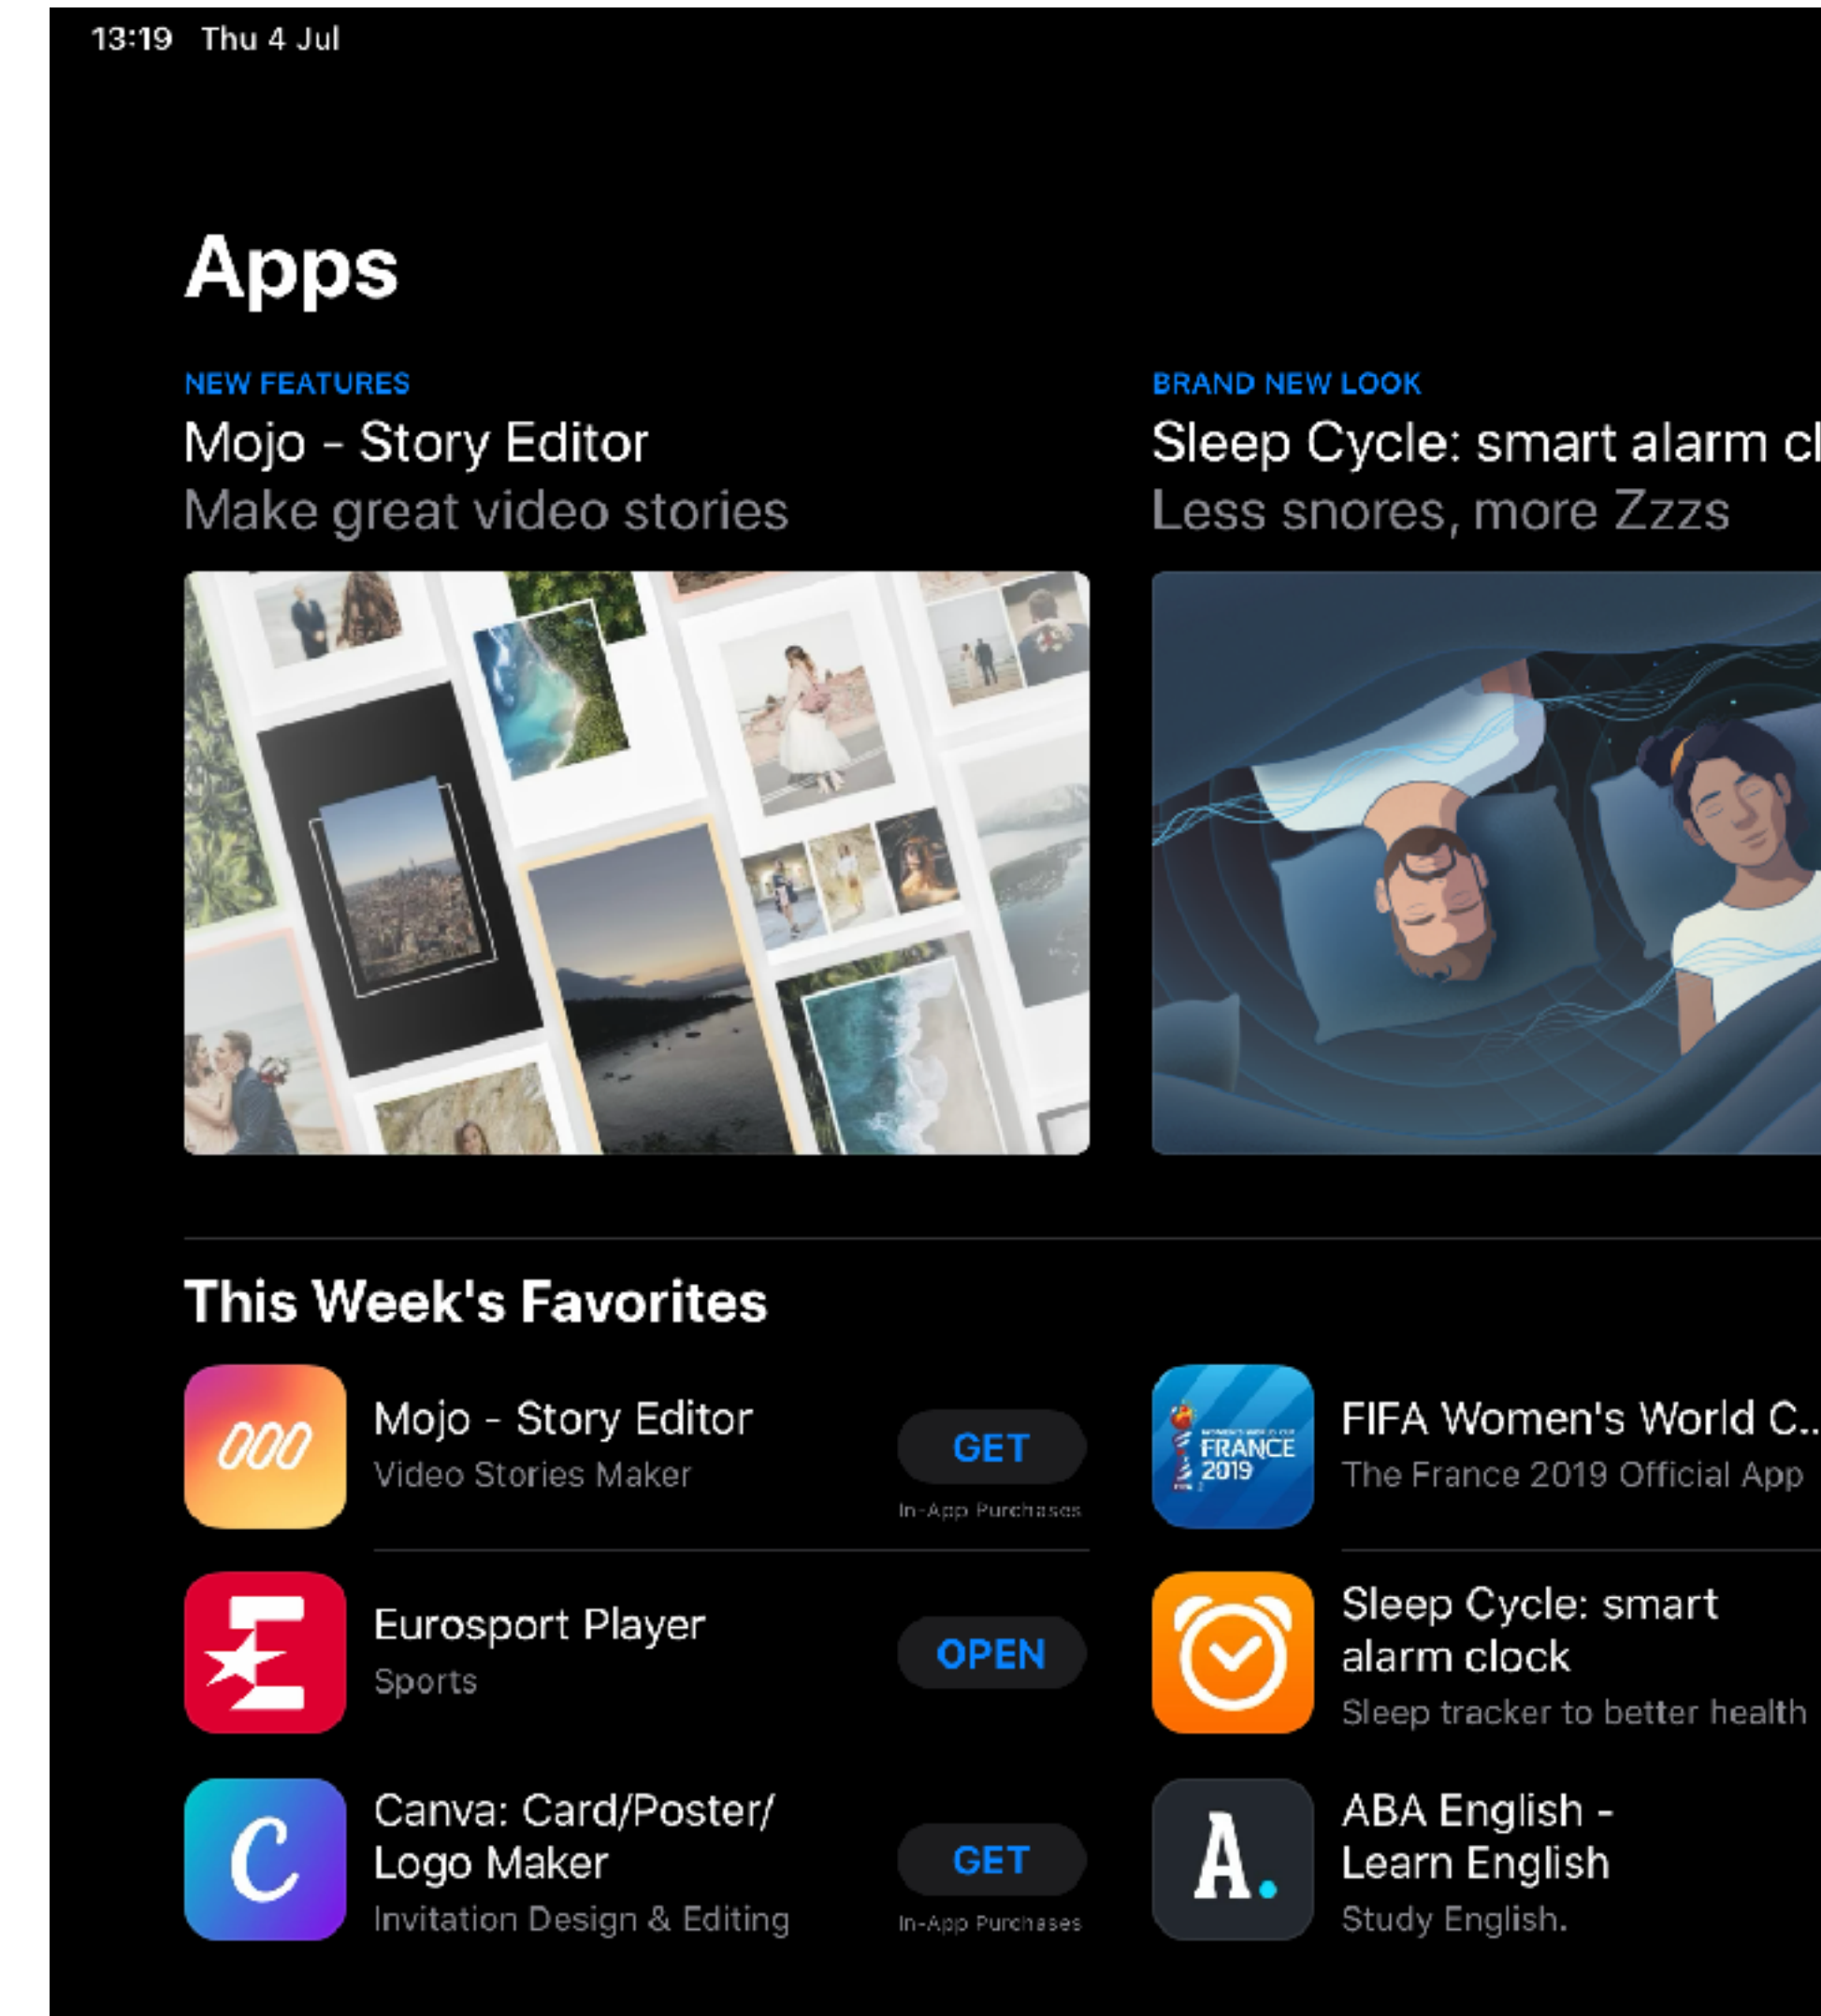 13:19 Thu 4 Jul
Apps
NEW FEATURES
Mojo - Story Editor
Make great video stories
BRAND NEW LOOK
Sleep Cycle: smart alarm cl
Less snores, more Zzzs
This Week's Favorites
Mojo - Story Editor
Video Stories Maker
GET
In-App Purchases
FRANCE
2019
FIFA Women's World C...
The France 2019 Official App
Eurosport Player
Sports
OPEN
Sleep Cycle: smart
alarm clock
Sleep tracker to better health
C
Canva: Card/Poster/
Logo Maker
Invitation Design & Editing
GET
In-App Purchases
A.
ABA English -
Learn English
Study English.